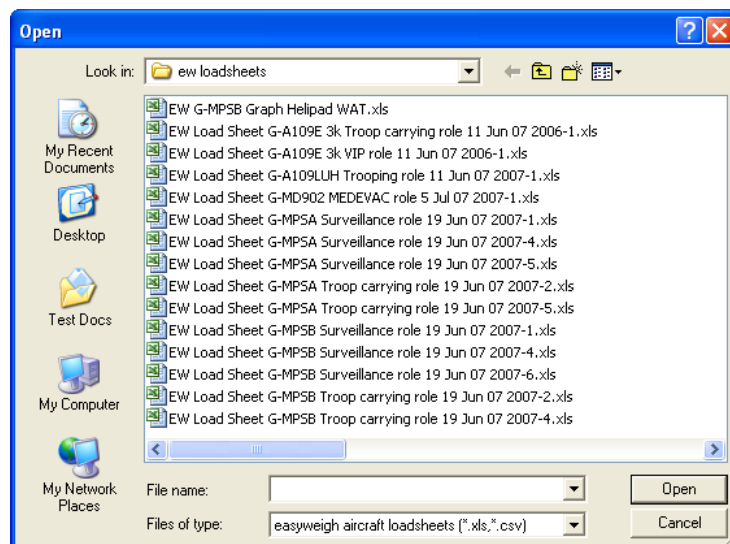 Open
Look in: ew loadsheets
My Recent Documents
Desktop
Test Docs
My Computer
My Network Places
EW G-MPSB Graph Helipad WAT.xls
EW Load Sheet G-A109E 3k Troop carrying role 11 Jun 07 2006-1.xls
EW Load Sheet G-A109E 3k VIP role 11 Jun 07 2006-1.xls
EW Load Sheet G-A109LUH Trooping role 11 Jun 07 2007-1.xls
EW Load Sheet G-MD902 MEDEVAC role 5 Jul 07 2007-1.xls
EW Load Sheet G-MPSA Surveillance role 19 Jun 07 2007-1.xls
EW Load Sheet G-MPSA Surveillance role 19 Jun 07 2007-4.xls
EW Load Sheet G-MPSA Surveillance role 19 Jun 07 2007-5.xls
EW Load Sheet G-MPSA Troop carrying role 19 Jun 07 2007-2.xls
EW Load Sheet G-MPSA Troop carrying role 19 Jun 07 2007-5.xls
EW Load Sheet G-MPSB Surveillance role 19 Jun 07 2007-1.xls
EW Load Sheet G-MPSB Surveillance role 19 Jun 07 2007-4.xls
EW Load Sheet G-MPSB Surveillance role 19 Jun 07 2007-6.xls
EW Load Sheet G-MPSB Troop carrying role 19 Jun 07 2007-2.xls
EW Load Sheet G-MPSB Troop carrying role 19 Jun 07 2007-4.xls
File name:
Open
Files of type: easyweigh aircraft loadsheets (*.xls,*.csv)
Cancel